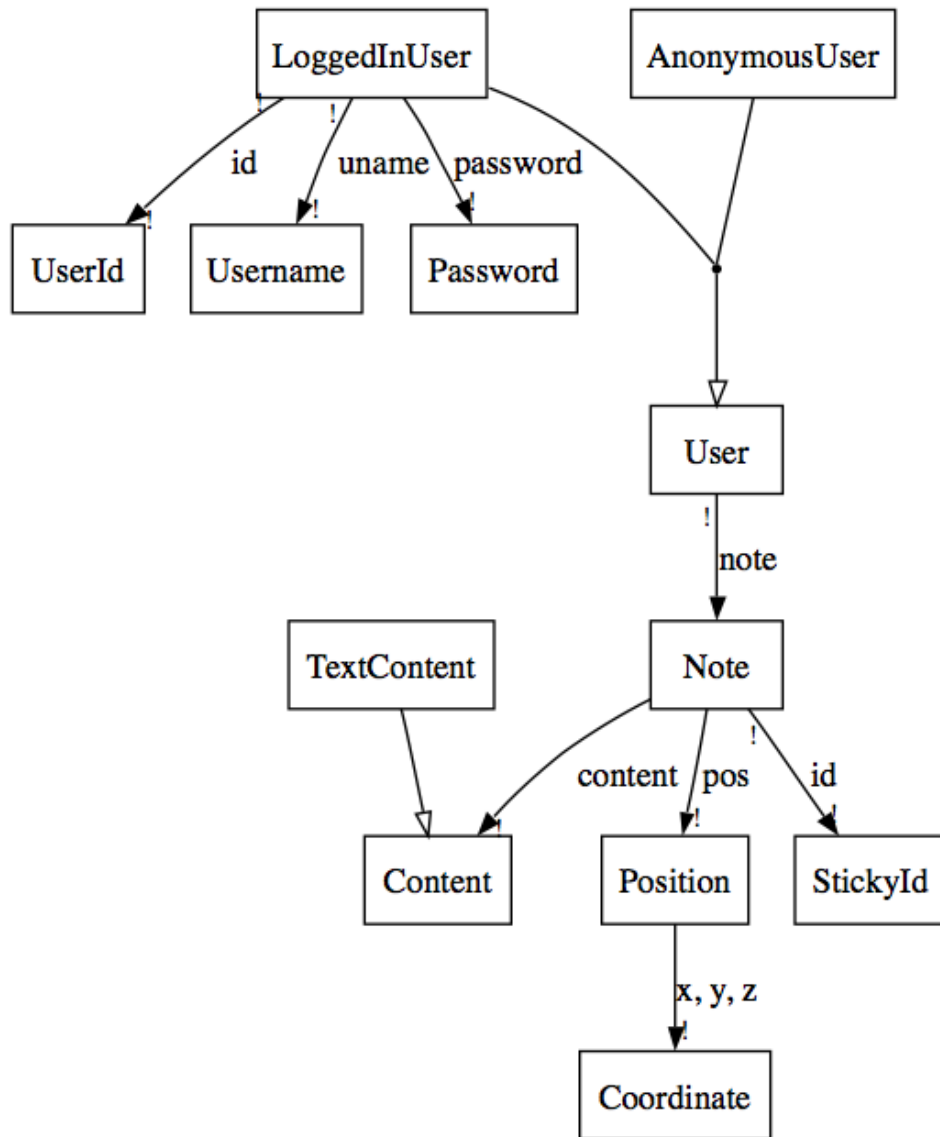 LoggedInUser
AnonymousUser
!
!
id
uname
password
!
!
!
UserId
Username
Password
User
!
note
TextContent
Note
!
content
pos
id
!
!
!
Content
Position
StickyId
x, y, z
!
Coordinate